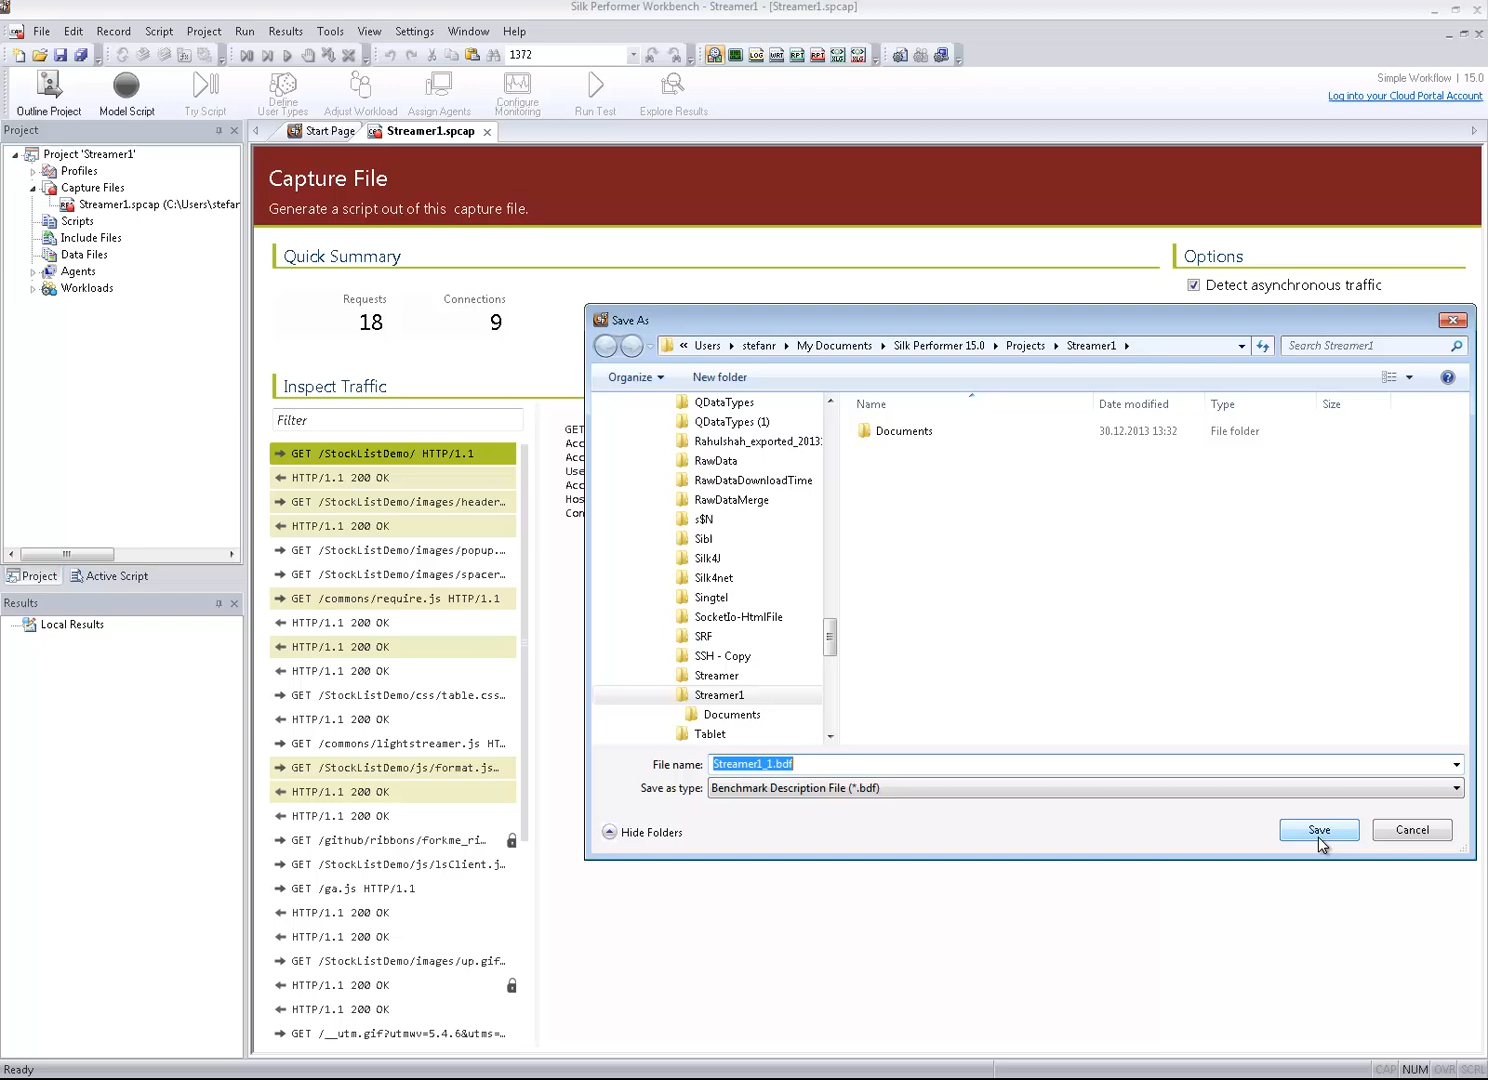 Silk Performer Workbench - Streamer1 - [Streamer1.spcap]
File Edit Record Script Project Run Results Tools View Settings Window Help
1372
Outline Project Model Script Try Script Define User Types Adjust Workload Assign Agents Configure Monitoring Run Test Explore Results
Simple Workflow | 15.0
Log into your Cloud Portal Account
Project
Start Page Streamer1.spcap
Project 'Streamer1'
Profiles
Capture Files
Streamer1.spcap (C:\Users\stefar
Scripts
Include Files
Data Files
Agents
Workloads
Project Active Script
Results
Local Results
Capture File
Generate a script out of this capture file.
Quick Summary
Options
Detect asynchronous traffic
Requests Connections
18 9
Inspect Traffic
Filter
GET /StockListDemo/ HTTP/1.1
HTTP/1.1 200 OK
GET /StockListDemo/images/header…
HTTP/1.1 200 OK
GET /StockListDemo/images/popup.…
GET /StockListDemo/images/spacer…
GET /commons/require.js HTTP/1.1
HTTP/1.1 200 OK
HTTP/1.1 200 OK
HTTP/1.1 200 OK
GET /StockListDemo/css/table.css…
HTTP/1.1 200 OK
GET /commons/lightstreamer.js HT…
GET /StockListDemo/js/format.js…
HTTP/1.1 200 OK
HTTP/1.1 200 OK
GET /github/ribbons/forkme_ri…
GET /StockListDemo/js/lsClient.j…
GET /ga.js HTTP/1.1
HTTP/1.1 200 OK
HTTP/1.1 200 OK
GET /StockListDemo/images/up.gif…
HTTP/1.1 200 OK
HTTP/1.1 200 OK
GET /__utm.gif?utmwv=5.4.6&utms=…
GET
Acc
Acc
Use
Acc
Hos
Con
Save As
« Users stefanr My Documents Silk Performer 15.0 Projects Streamer1
Search Streamer1
Organize New folder
QDataTypes
QDataTypes (1)
Rahulshah_exported_2013
RawData
RawDataDownloadTime
RawDataMerge
s$N
Sibl
Silk4J
Silk4net
Singtel
SocketIo-HtmlFile
SRF
SSH - Copy
Streamer
Streamer1
Documents
Tablet
Name Date modified Type Size
Documents 30.12.2013 13:32 File folder
File name: Streamer1_1.bdf
Save as type: Benchmark Description File (*.bdf)
Hide Folders
Save Cancel
Ready
CAP NUM OVR SCRL